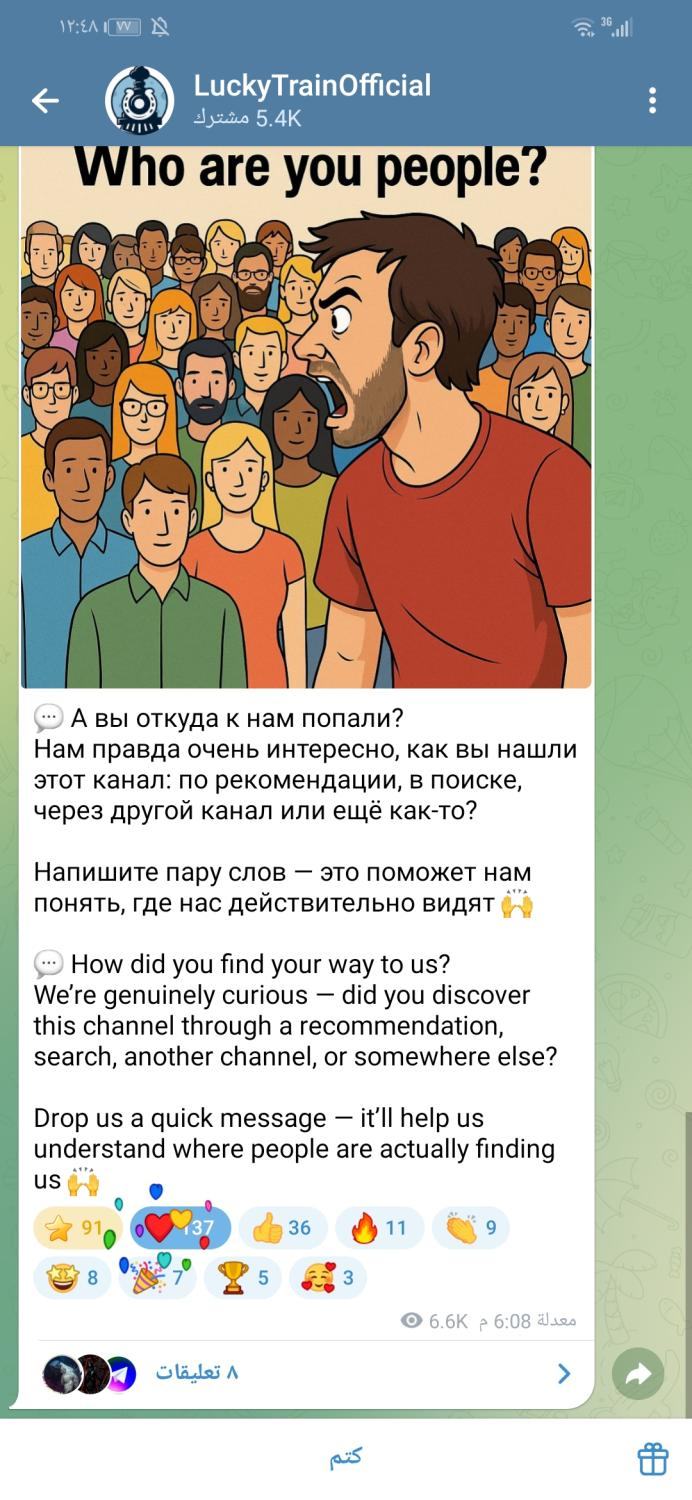 ١٢:٤٨
3G
LuckyTrainOfficial
5.4K مشترك
Who are you people?
А вы откуда к нам попали?
Нам правда очень интересно, как вы нашли
этот канал: по рекомендации, в поиске,
через другой канал или ещё как-то?
Напишите пару слов — это поможет нам
понять, где нас действительно видят 🙌
💬 How did you find your way to us?
We’re genuinely curious — did you discover
this channel through a recommendation,
search, another channel, or somewhere else?
Drop us a quick message — it’ll help us
understand where people are actually finding
us 🙌
91 137 36 11 9
8 7 5 3
6.6K معدلة 6:08 م
٨ تعليقات
كتم